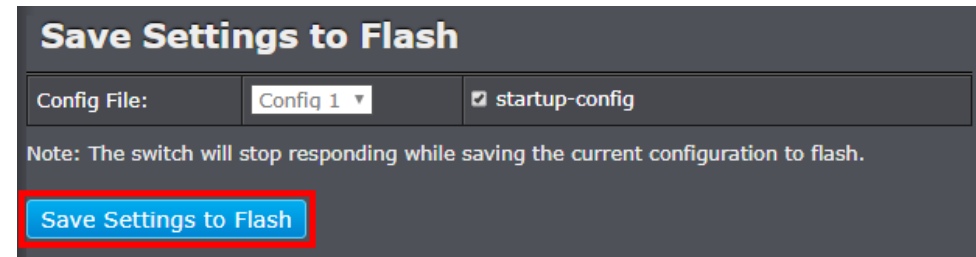 Save Settings to Flash
Config File: Config 1 startup-config
Note: The switch will stop responding while saving the current configuration to flash.
Save Settings to Flash